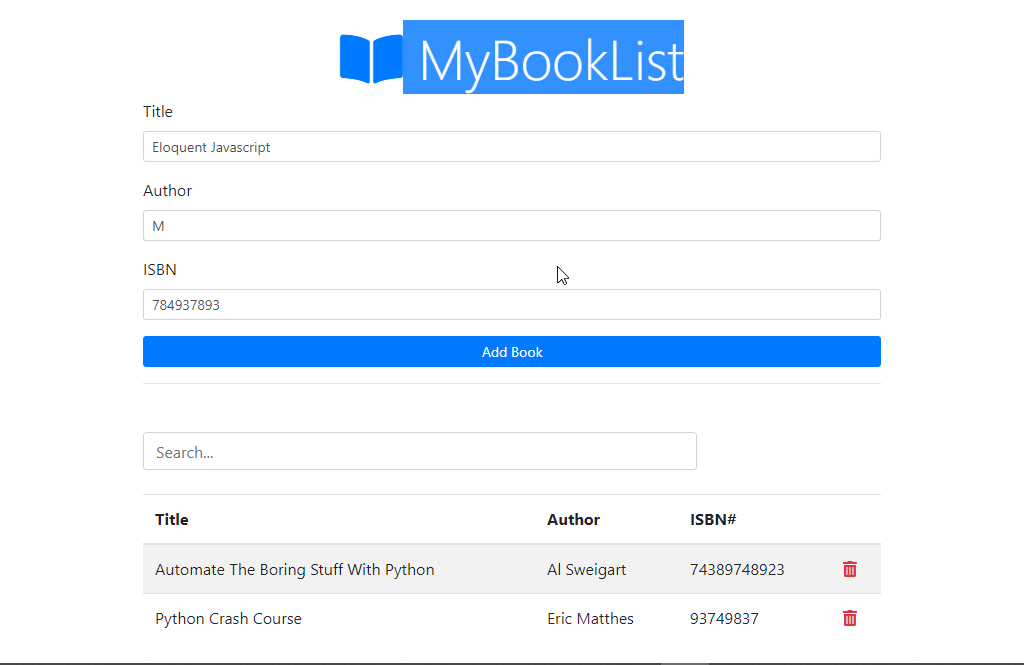 MyBookList
Title
Eloquent Javascript
Author
M
ISBN
784937893
Add Book
Search...
Title Author ISBN#
Automate The Boring Stuff With Python Al Sweigart 74389748923
Python Crash Course Eric Matthes 93749837